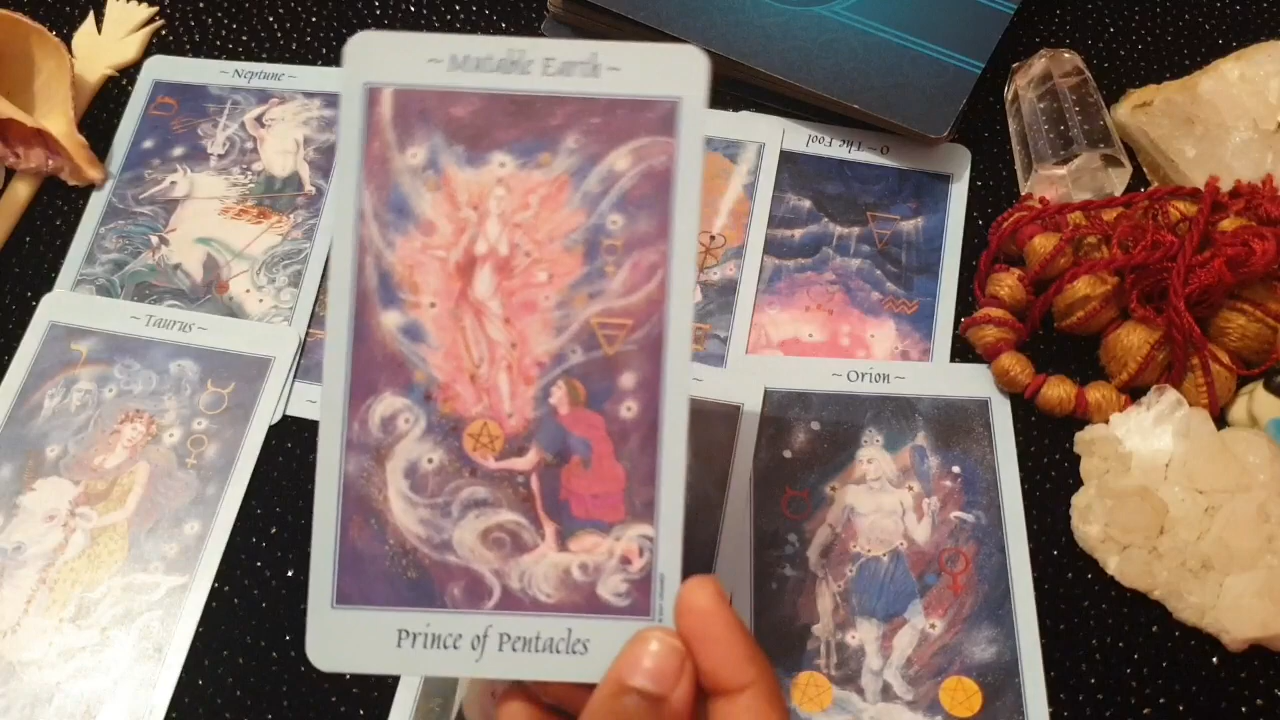 ~ Mutable Earth ~
Prince of Pentacles
~ Neptune ~
~ Taurus ~
0 ~ The Fool
~ Orion ~